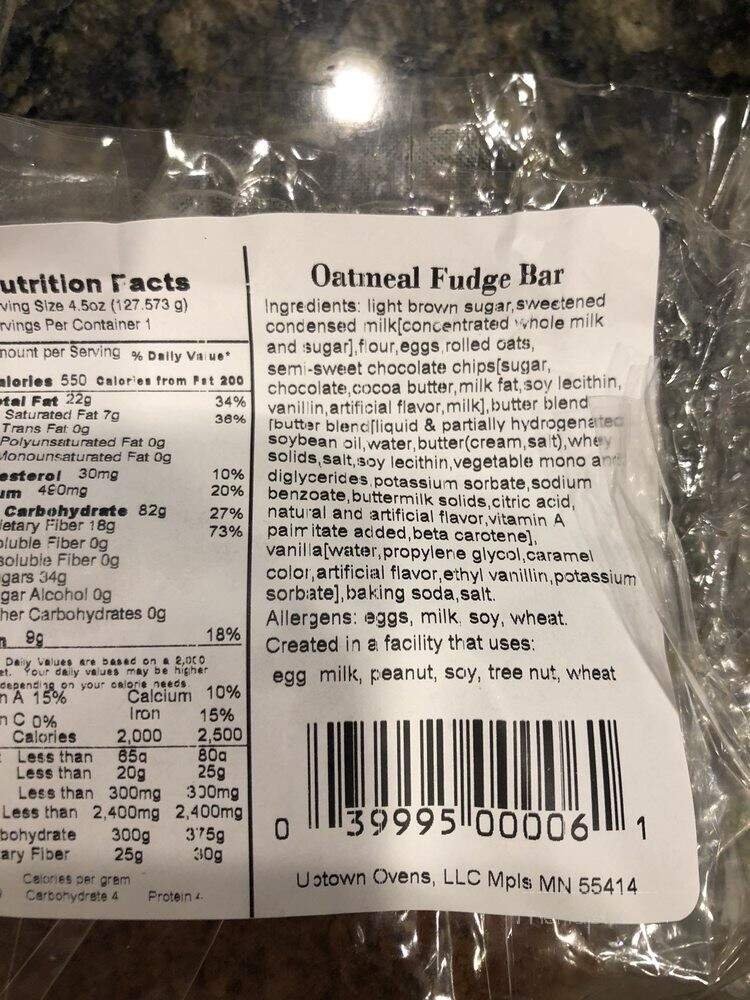 utrition Facts
ving Size 4.5oz (127.573 g)
rvings Per Container 1
nount per Serving % Daily Value*
alories 550 Calories from Fat 200
otal Fat 22g 34%
Saturated Fat 7g 36%
Trans Fat 0g
Polyunsaturated Fat 0g
Monounsaturated Fat 0g
esterol 30mg 10%
um 490mg 20%
Carbohydrate 82g 27%
etary Fiber 18g 73%
oluble Fiber 0g
soluble Fiber 0g
gars 34g
gar Alcohol 0g
her Carbohydrates 0g
n 9g 18%
Daily Values are based on a 2,000
et. Your daily values may be higher
depending on your calorie needs
n A 15% Calcium 10%
n C 0% Iron 15%
Calories 2,000 2,500
Less than 65g 80g
Less than 20g 25g
Less than 300mg 300mg
Less than 2,400mg 2,400mg
bohydrate 300g 375g
ary Fiber 25g 30g
Calories per gram
Carbohydrate 4 Protein 4
Oatmeal Fudge Bar
Ingredients: light brown sugar,sweetened
condensed milk[concentrated whole milk
and sugar],flour,eggs,rolled oats,
semi-sweet chocolate chips[sugar,
chocolate,cocoa butter,milk fat,soy lecithin,
vanillin,artificial flavor,milk],butter blend
[butter blend[liquid & partially hydrogenated
soybean oil,water,butter(cream,salt),whey
solids,salt,soy lecithin,vegetable mono and
diglycerides,potassium sorbate,sodium
benzoate,buttermilk solids,citric acid,
natural and artificial flavor,vitamin A
palmitate added,beta carotene],
vanilla[water,propylene glycol,caramel
color,artificial flavor,ethyl vanillin,potassium
sorbate],baking soda,salt.
Allergens: eggs, milk, soy, wheat.
Created in a facility that uses:
egg milk, peanut, soy, tree nut, wheat
0 39995 00006 1
Uptown Ovens, LLC Mpls MN 55414